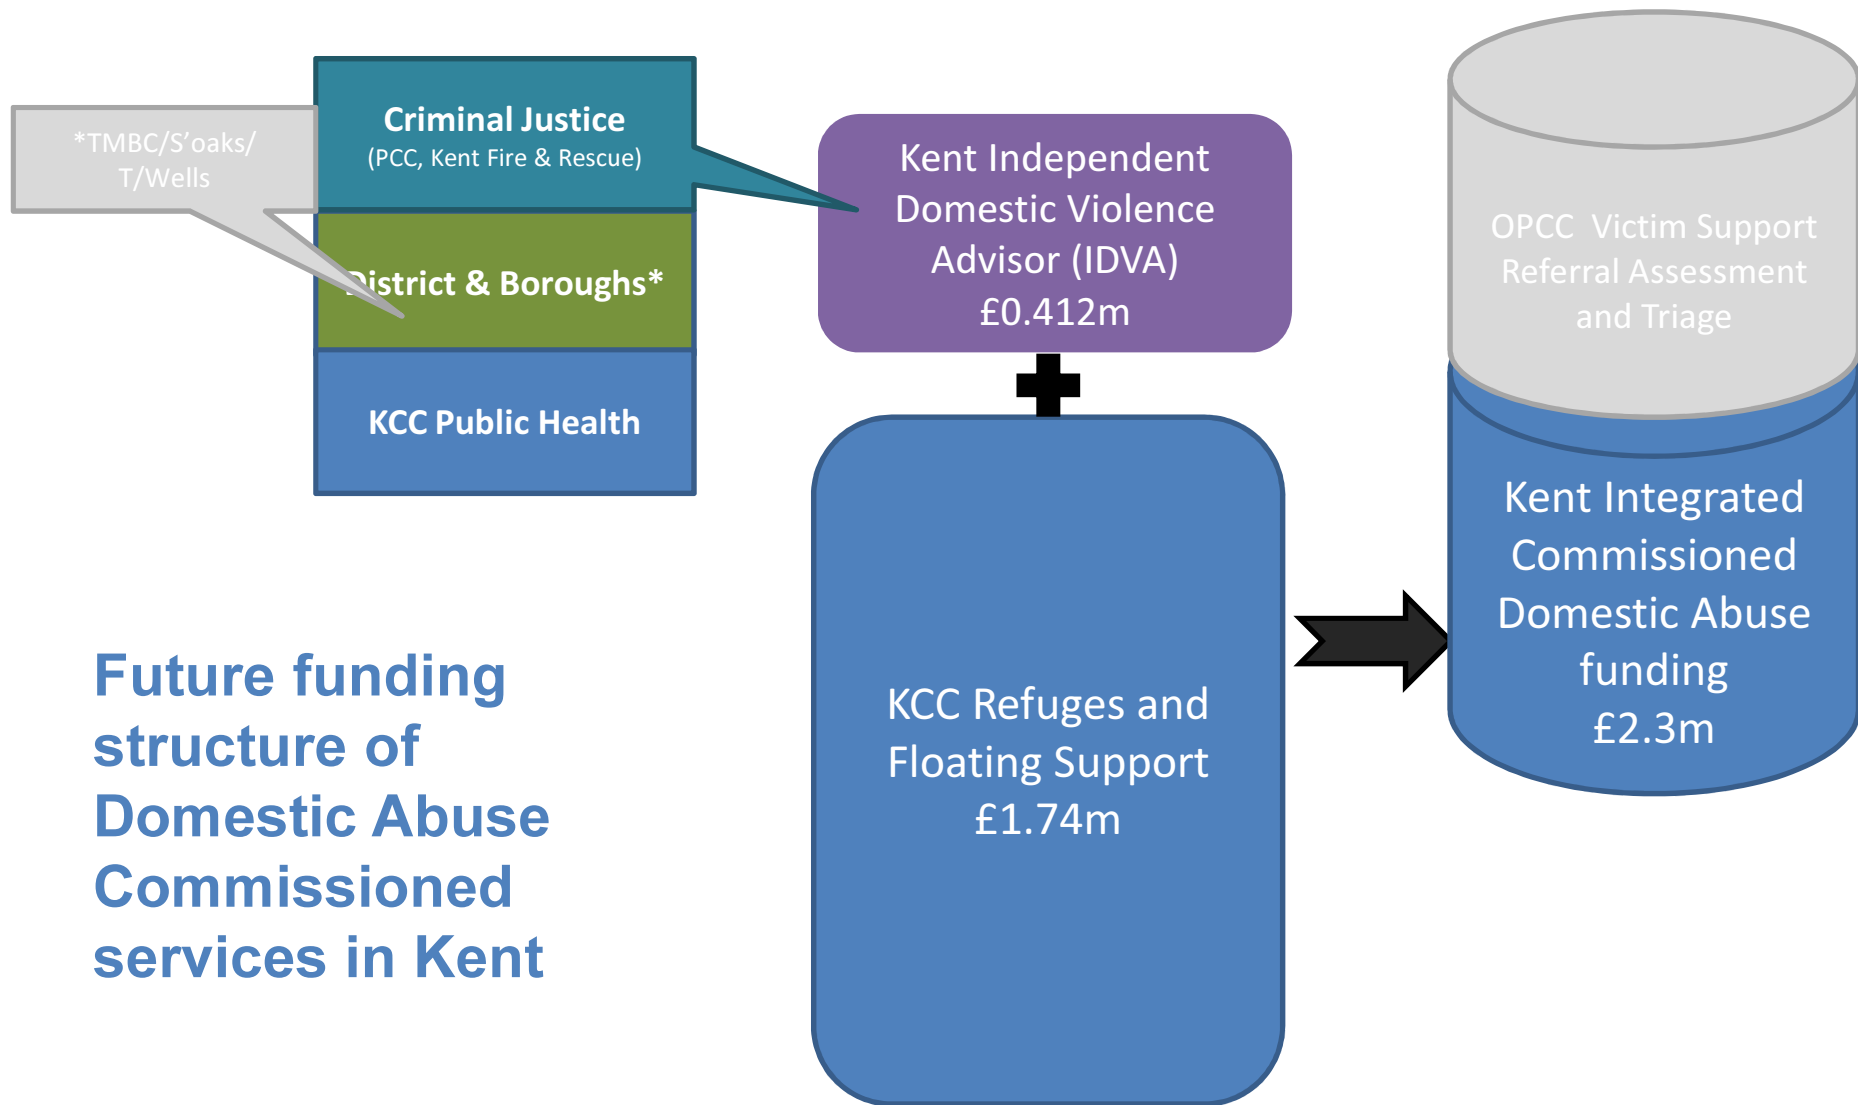 *TMBC/S'oaks/
T/Wells
Criminal Justice
(PCC, Kent Fire & Rescue)
District & Boroughs*
KCC Public Health
Kent Independent
Domestic Violence
Advisor (IDVA)
£0.412m
KCC Refuges and
Floating Support
£1.74m
OPCC  Victim Support
Referral Assessment
and Triage
Kent Integrated
Commissioned
Domestic Abuse
funding
£2.3m
Future funding
structure of
Domestic Abuse
Commissioned
services in Kent